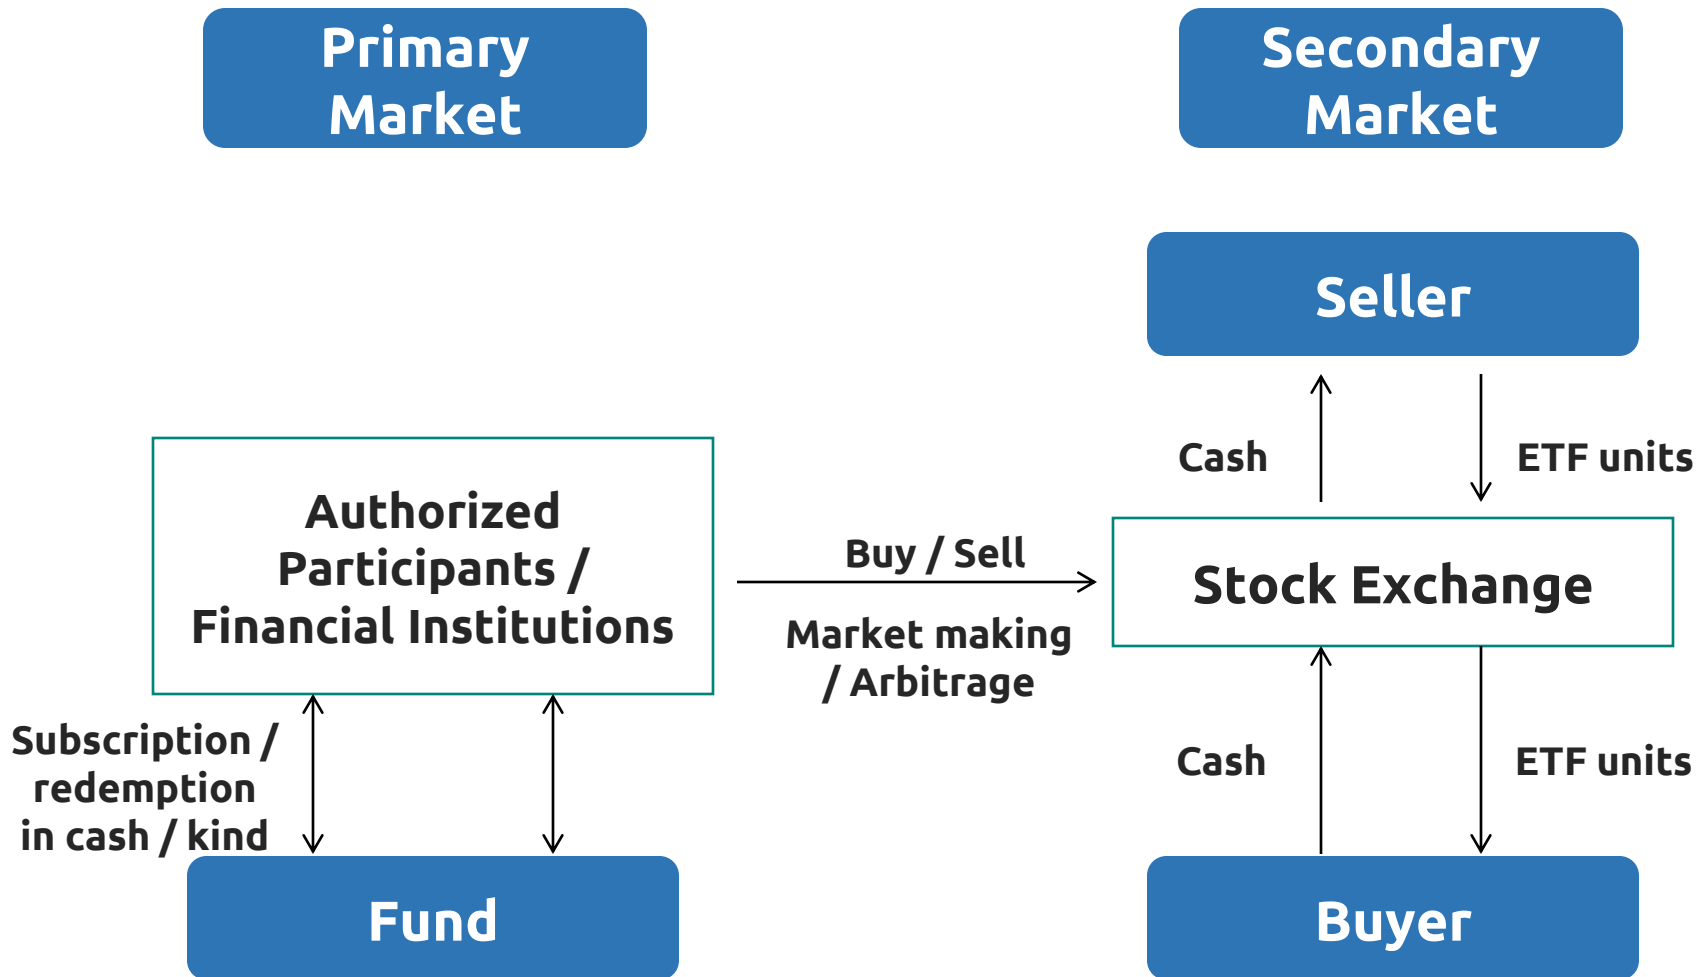 Primary
Market
Secondary
Market
Seller
Cash
ETF units
Authorized
Participants /
Financial Institutions
Buy / Sell
Market making
/ Arbitrage
Stock Exchange
Subscription /
redemption
in cash / kind
Cash
ETF units
Fund
Buyer